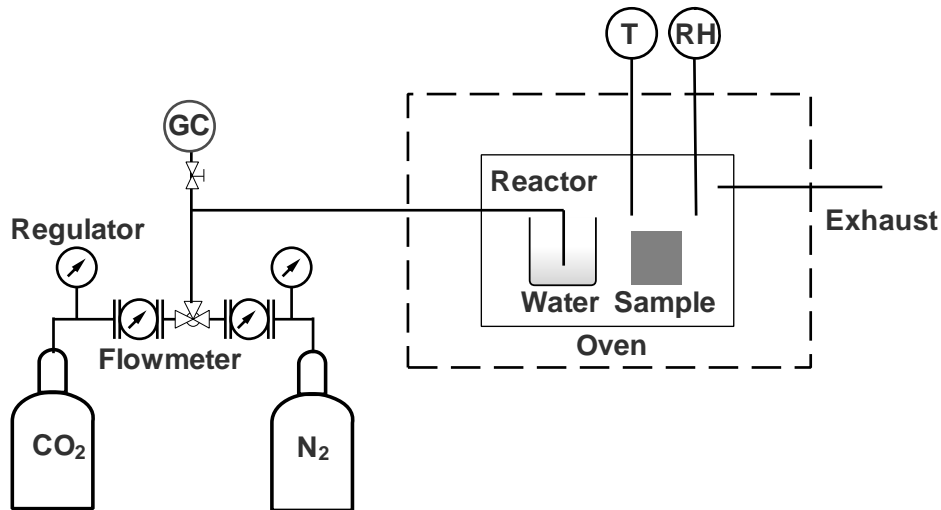 T
RH
GC
Reactor
Regulator
Exhaust
Water
Sample
Oven
Flowmeter
CO₂
N₂